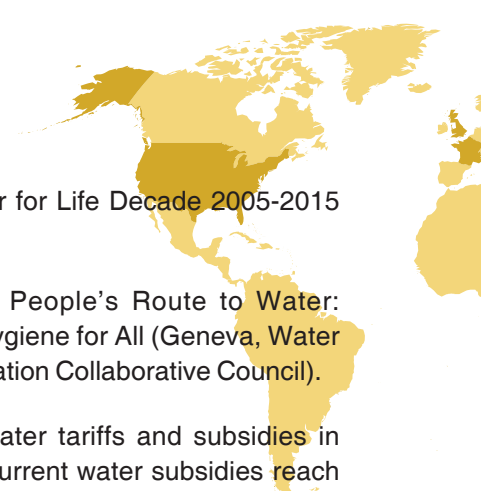 r for Life Decade 2005-2015
People's Route to Water:
ygiene for All (Geneva, Water
ation Collaborative Council).
ater tariffs and subsidies in
urrent water subsidies reach